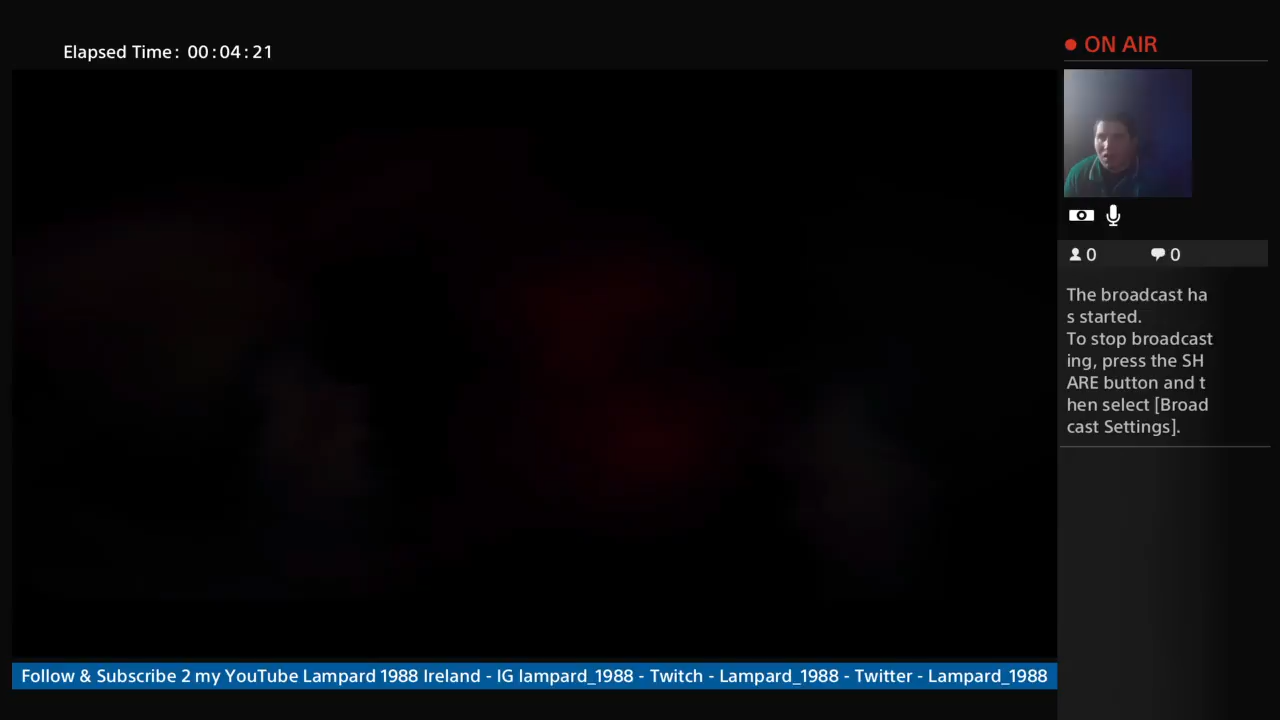 Elapsed Time: 00:04:21
ON AIR
0 0
The broadcast ha
s started.
To stop broadcast
ing, press the SH
ARE button and t
hen select [Broad
cast Settings].
Follow & Subscribe 2 my YouTube Lampard 1988 Ireland - IG lampard_1988 - Twitch - Lampard_1988 - Twitter - Lampard_1988